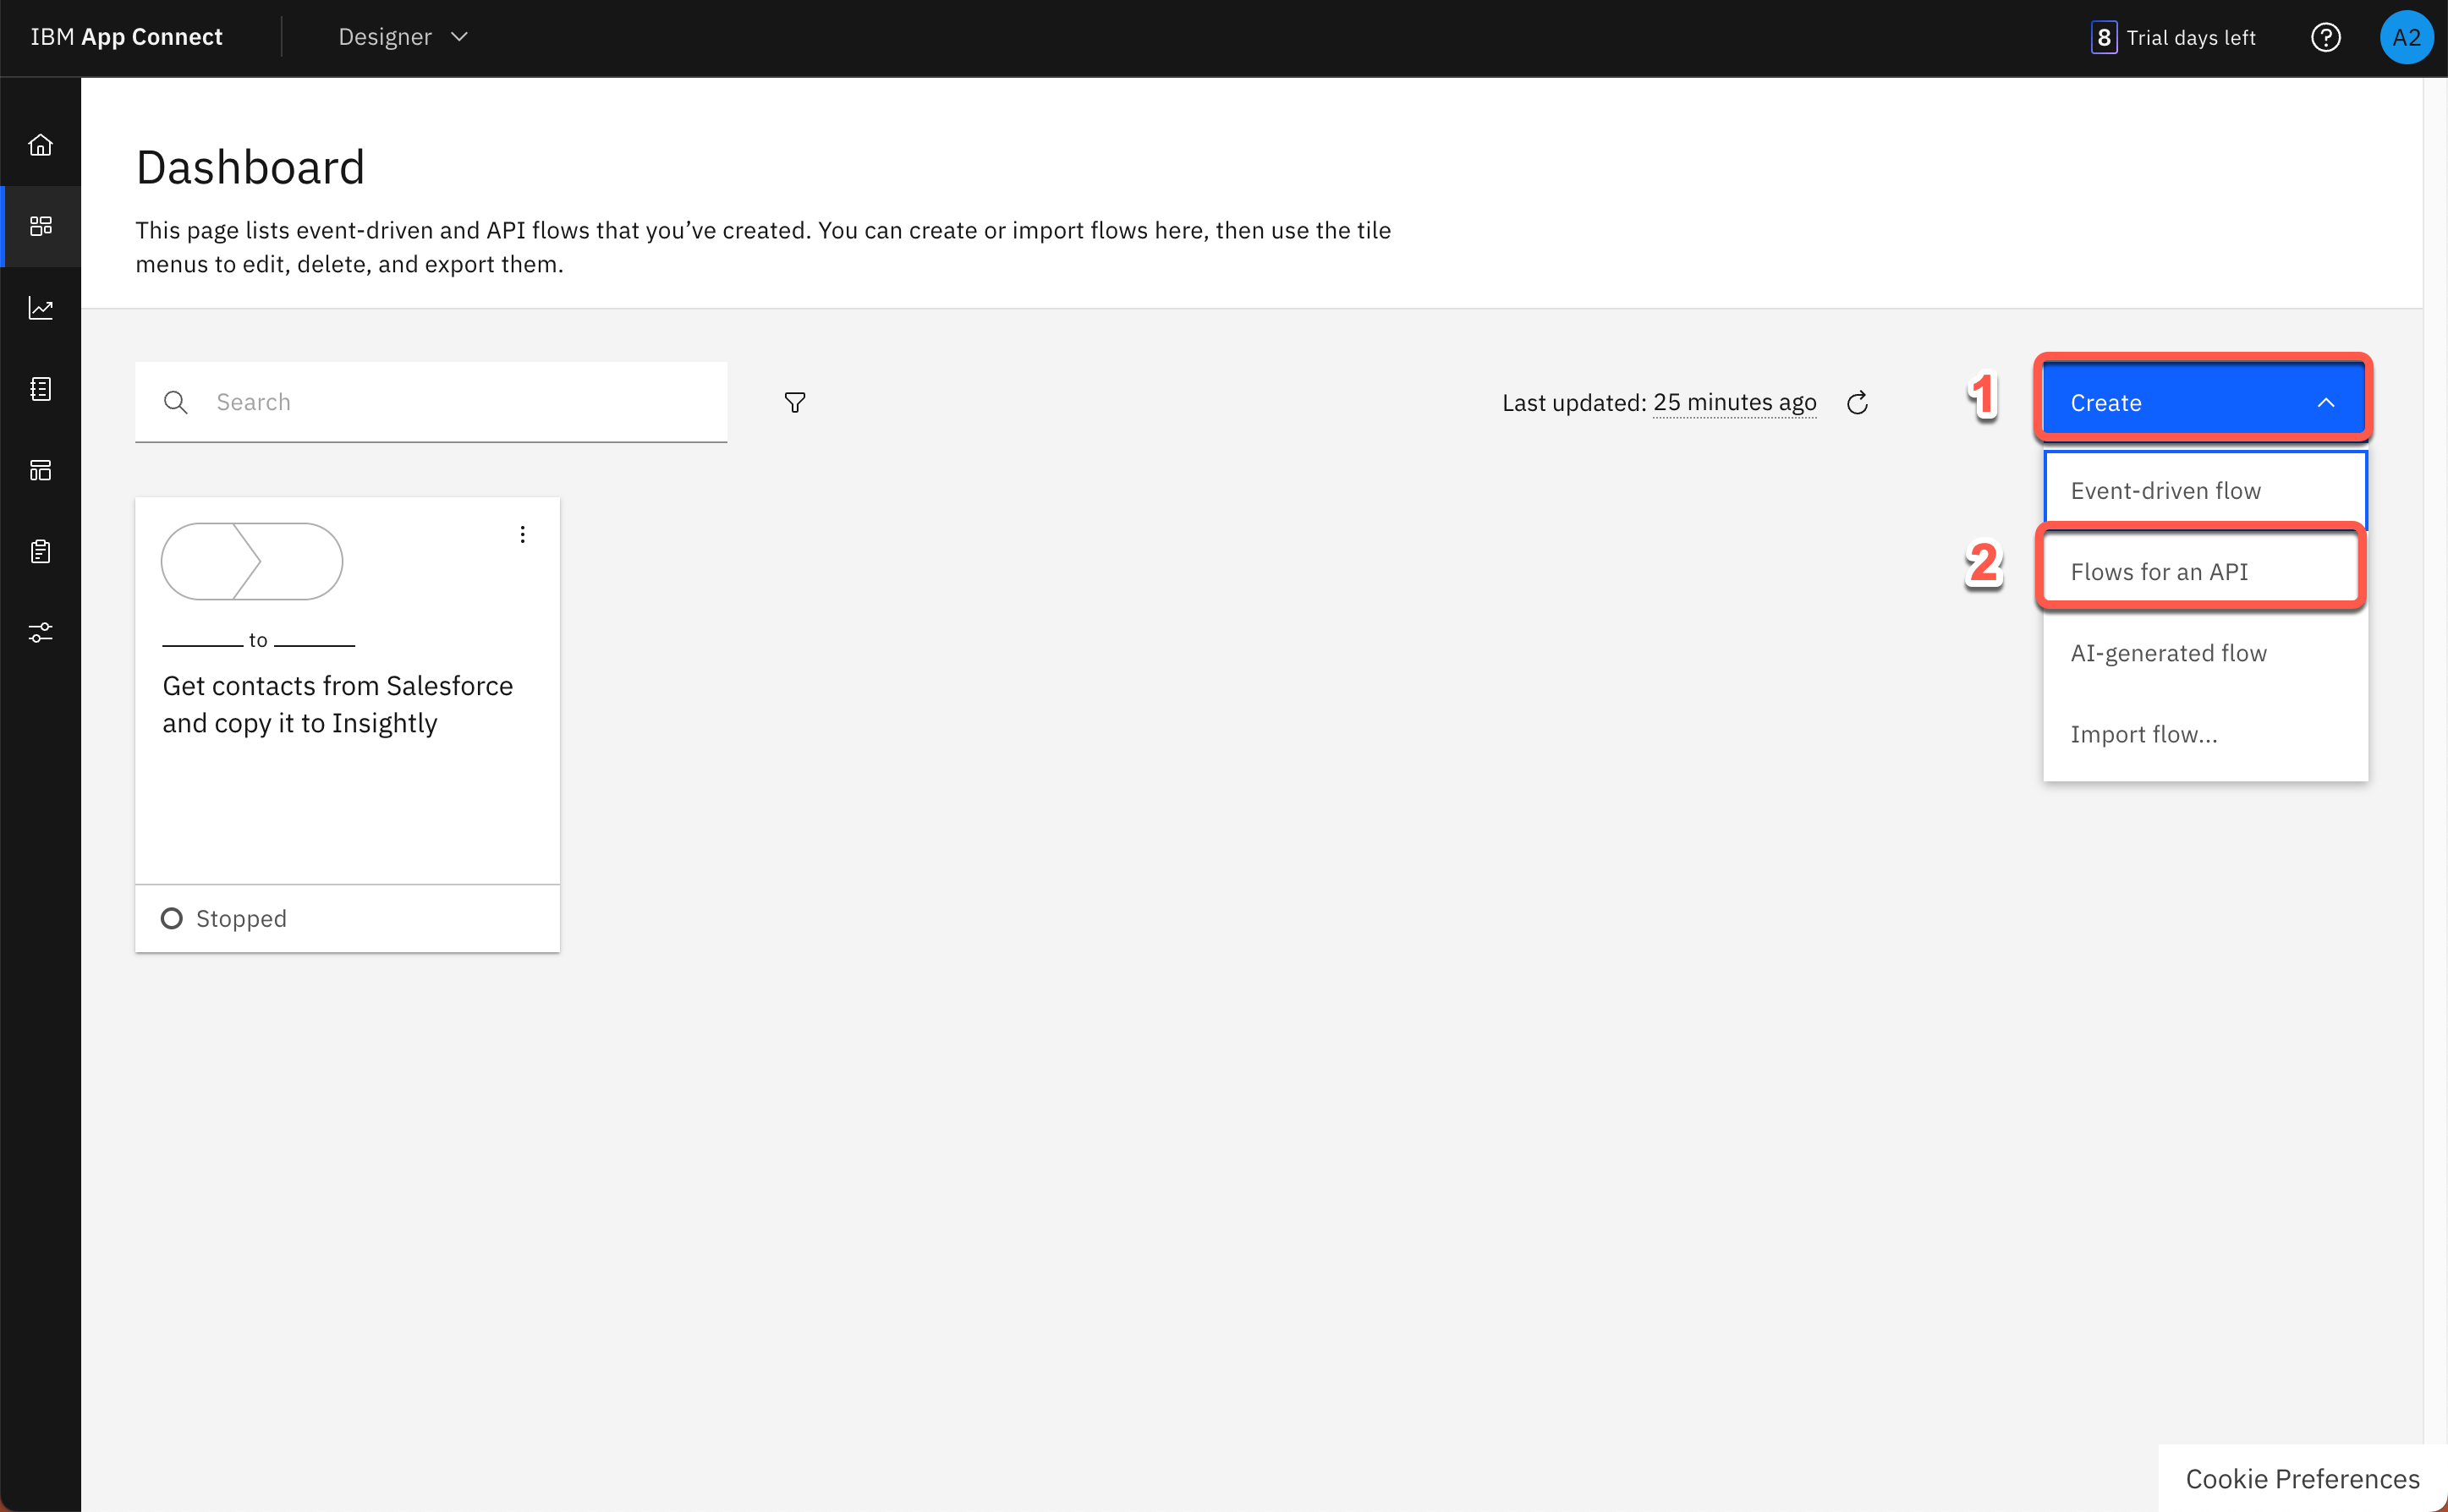 IBM App Connect
Designer
8 Trial days left
A2
Dashboard
This page lists event-driven and API flows that you’ve created. You can create or import flows here, then use the tile
menus to edit, delete, and export them.
Search
Last updated: 25 minutes ago
1
Create
Event-driven flow
2
Flows for an API
AI-generated flow
Import flow...
to
Get contacts from Salesforce
and copy it to Insightly
Stopped
Cookie Preferences